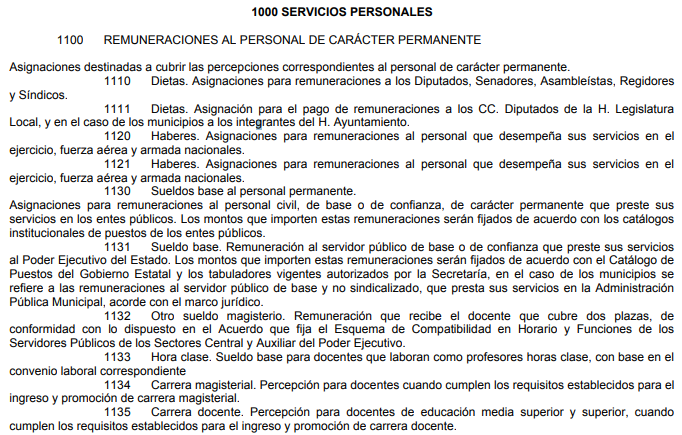 1000 SERVICIOS PERSONALES
1100 REMUNERACIONES AL PERSONAL DE CARÁCTER PERMANENTE
Asignaciones destinadas a cubrir las percepciones correspondientes al personal de carácter permanente.
1110 Dietas. Asignaciones para remuneraciones a los Diputados, Senadores, Asambleístas, Regidores
y Síndicos.
1111 Dietas. Asignación para el pago de remuneraciones a los CC. Diputados de la H. Legislatura
Local, y en el caso de los municipios a los integrantes del H. Ayuntamiento.
1120 Haberes. Asignaciones para remuneraciones al personal que desempeña sus servicios en el
ejercicio, fuerza aérea y armada nacionales.
1121 Haberes. Asignaciones para remuneraciones al personal que desempeña sus servicios en el
ejercicio, fuerza aérea y armada nacionales.
1130 Sueldos base al personal permanente.
Asignaciones para remuneraciones al personal civil, de base o de confianza, de carácter permanente que preste sus
servicios en los entes públicos. Los montos que importen estas remuneraciones serán fijados de acuerdo con los catálogos
institucionales de puestos de los entes públicos.
1131 Sueldo base. Remuneración al servidor público de base o de confianza que preste sus servicios
al Poder Ejecutivo del Estado. Los montos que importen estas remuneraciones serán fijados de acuerdo con el Catálogo de
Puestos del Gobierno Estatal y los tabuladores vigentes autorizados por la Secretaría, en el caso de los municipios se
refiere a las remuneraciones al servidor público de base y no sindicalizado, que presta sus servicios en la Administración
Pública Municipal, acorde con el marco jurídico.
1132 Otro sueldo magisterio. Remuneración que recibe el docente que cubre dos plazas, de
conformidad con lo dispuesto en el Acuerdo que fija el Esquema de Compatibilidad en Horario y Funciones de los
Servidores Públicos de los Sectores Central y Auxiliar del Poder Ejecutivo.
1133 Hora clase. Sueldo base para docentes que laboran como profesores horas clase, con base en el
convenio laboral correspondiente
1134 Carrera magisterial. Percepción para docentes cuando cumplen los requisitos establecidos para el
ingreso y promoción de carrera magisterial.
1135 Carrera docente. Percepción para docentes de educación media superior y superior, cuando
cumplen los requisitos establecidos para el ingreso y promoción de carrera docente.